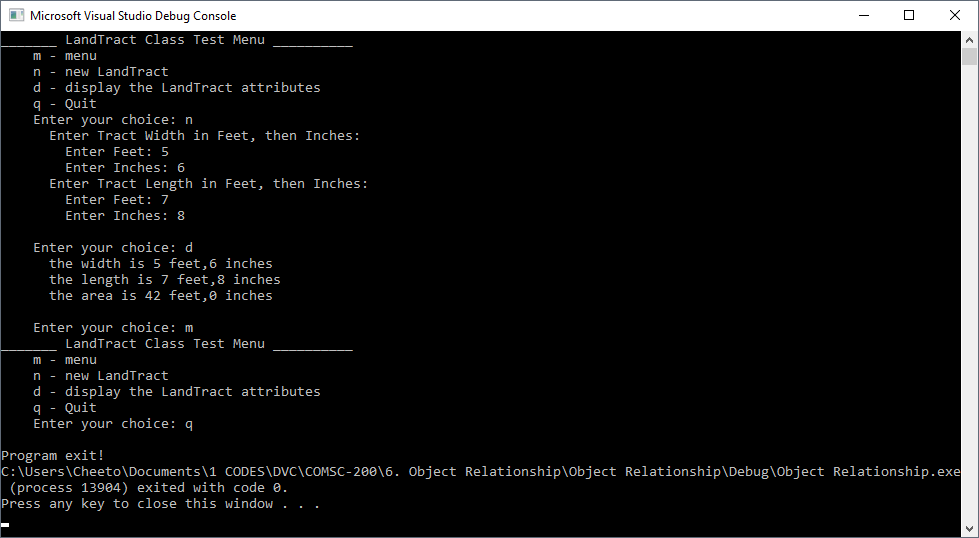 Microsoft Visual Studio Debug Console
_______ LandTract Class Test Menu __________
    m - menu
    n - new LandTract
    d - display the LandTract attributes
    q - Quit
    Enter your choice: n
      Enter Tract Width in Feet, then Inches:
        Enter Feet: 5
        Enter Inches: 6
      Enter Tract Length in Feet, then Inches:
        Enter Feet: 7
        Enter Inches: 8
    Enter your choice: d
      the width is 5 feet,6 inches
      the length is 7 feet,8 inches
      the area is 42 feet,0 inches
    Enter your choice: m
_______ LandTract Class Test Menu __________
    m - menu
    n - new LandTract
    d - display the LandTract attributes
    q - Quit
    Enter your choice: q
Program exit!
C:\Users\Cheeto\Documents\1 CODES\DVC\COMSC-200\6. Object Relationship\Object Relationship\Debug\Object Relationship.exe
 (process 13904) exited with code 0.
Press any key to close this window . . .